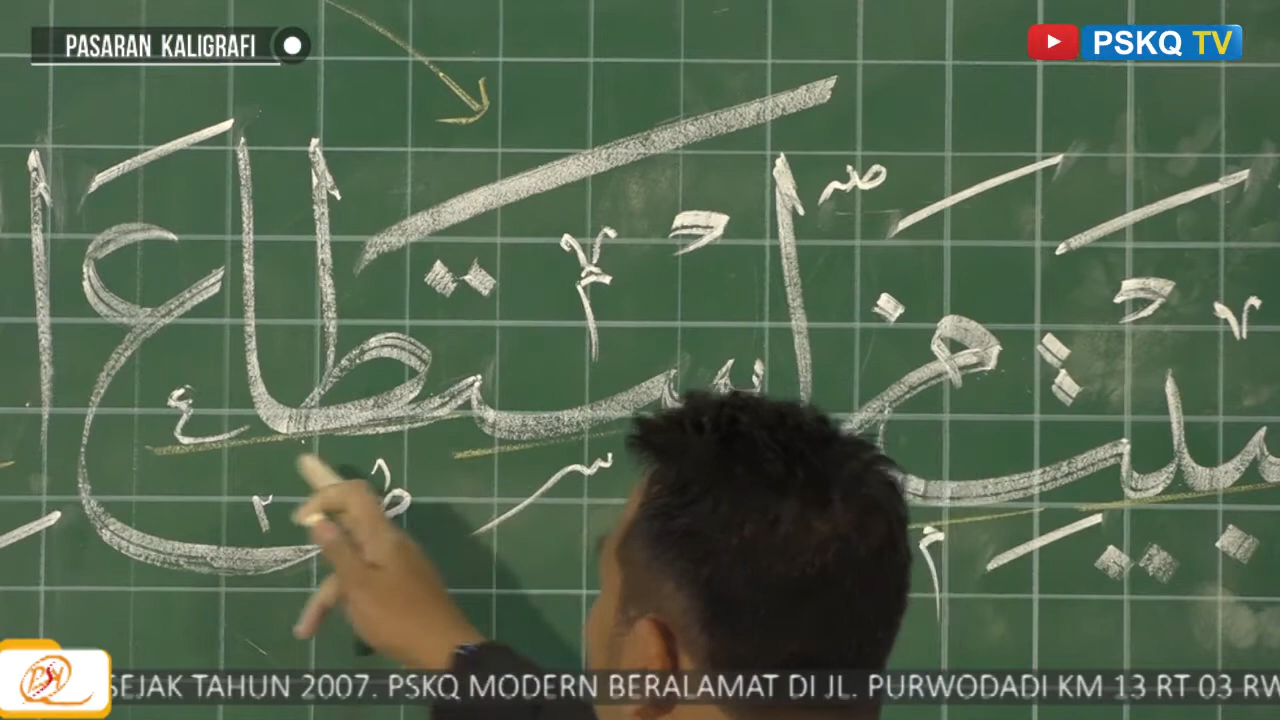 PASARAN KALIGRAFI
PSKQ TV
بيت من استطاع
SEJAK TAHUN 2007. PSKQ MODERN BERALAMAT DI JL. PURWODADI KM 13 RT 03 RW